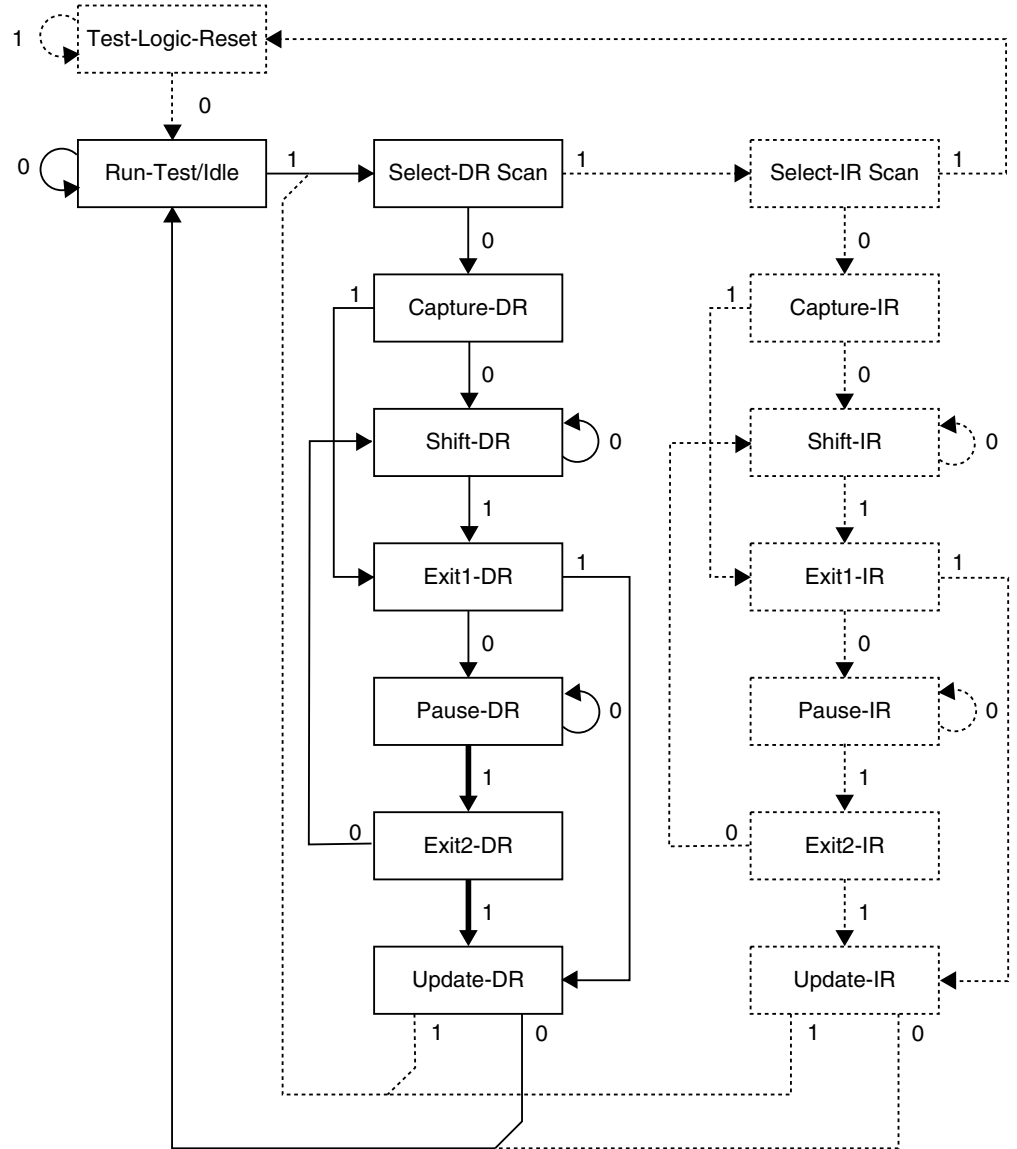 1
Test-Logic-Reset
0
0
Run-Test/Idle
1
Select-DR Scan
1
Select-IR Scan
1
0
0
1
Capture-DR
1
Capture-IR
0
0
Shift-DR
0
Shift-IR
0
1
1
Exit1-DR
1
Exit1-IR
1
0
0
Pause-DR
0
Pause-IR
0
1
1
0
Exit2-DR
0
Exit2-IR
1
1
Update-DR
Update-IR
1
0
1
0